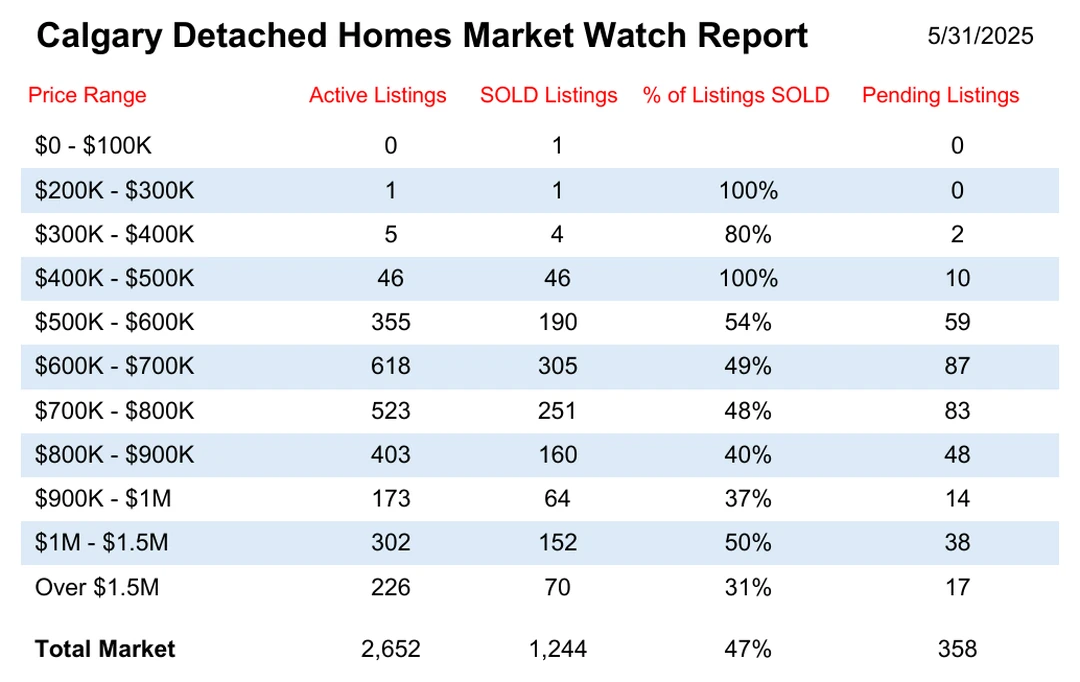 Calgary Detached Homes Market Watch Report 5/31/2025
Price Range Active Listings SOLD Listings % of Listings SOLD Pending Listings
$0 - $100K 0 1 0
$200K - $300K 1 1 100% 0
$300K - $400K 5 4 80% 2
$400K - $500K 46 46 100% 10
$500K - $600K 355 190 54% 59
$600K - $700K 618 305 49% 87
$700K - $800K 523 251 48% 83
$800K - $900K 403 160 40% 48
$900K - $1M 173 64 37% 14
$1M - $1.5M 302 152 50% 38
Over $1.5M 226 70 31% 17
Total Market 2,652 1,244 47% 358